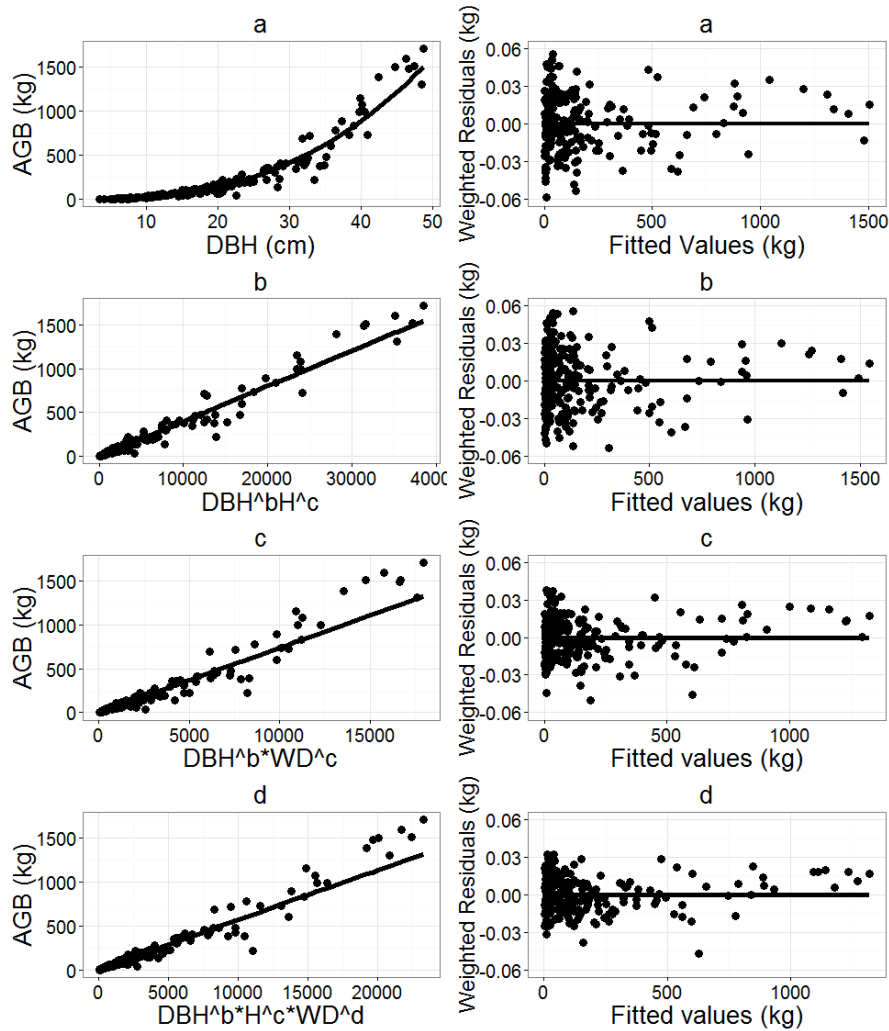 a
AGB (kg)
1500
1000
500
0
10 20 30 40 50
DBH (cm)
a
Weighted Residuals (kg)
0.06
0.03
0.00
-0.03
-0.06
0 500 1000 1500
Fitted Values (kg)
b
AGB (kg)
1500
1000
500
0
0 10000 20000 30000 4000
DBH^bH^c
b
Weighted Residuals (kg)
0.06
0.03
0.00
-0.03
-0.06
0 500 1000 1500
Fitted values (kg)
c
AGB (kg)
1500
1000
500
0
0 5000 10000 15000
DBH^b*WD^c
c
Weighted Residuals (kg)
0.06
0.03
0.00
-0.03
-0.06
0 500 1000
Fitted values (kg)
d
AGB (kg)
1500
1000
500
0
0 5000 10000 15000 20000
DBH^b*H^c*WD^d
d
Weighted Residuals (kg)
0.06
0.03
0.00
-0.03
-0.06
0 500 1000
Fitted values (kg)